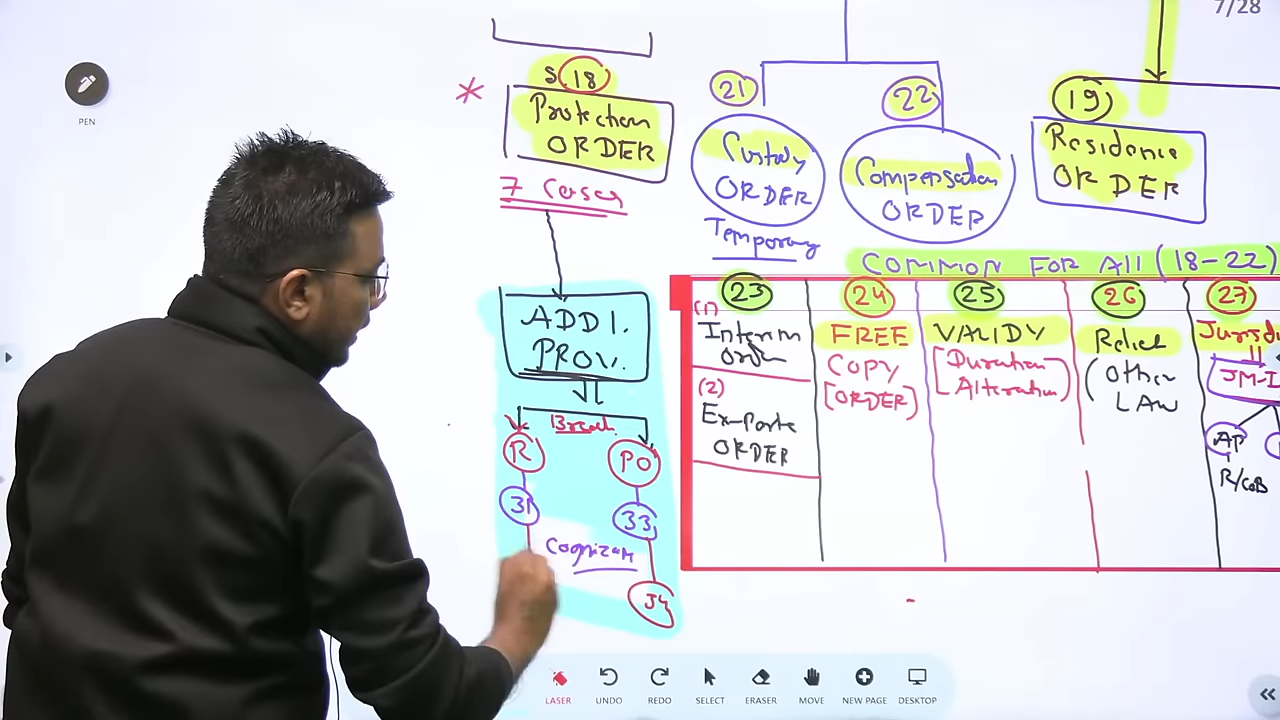 7/28
PEN
S 18
*
Protection
ORDER
7 Cases
21
Custody
ORDER
Temporary
22
Compensation
ORDER
19
Residence
ORDER
COMMON FOR All (18-22)
ADDl.
PROV.
Breach
R
PO
31
33
Cognizan
34
23
(1)
Interim
Order
(2)
Ex-Parte
ORDER
24
FREE
COPY
[ORDER]
25
VALIDY
[Duration
Alteration]
26
Relief
(Other
LAW
27
Jurisdi
JM-I
AP
R/CoB
LASER
UNDO
REDO
SELECT
ERASER
MOVE
NEW PAGE
DESKTOP